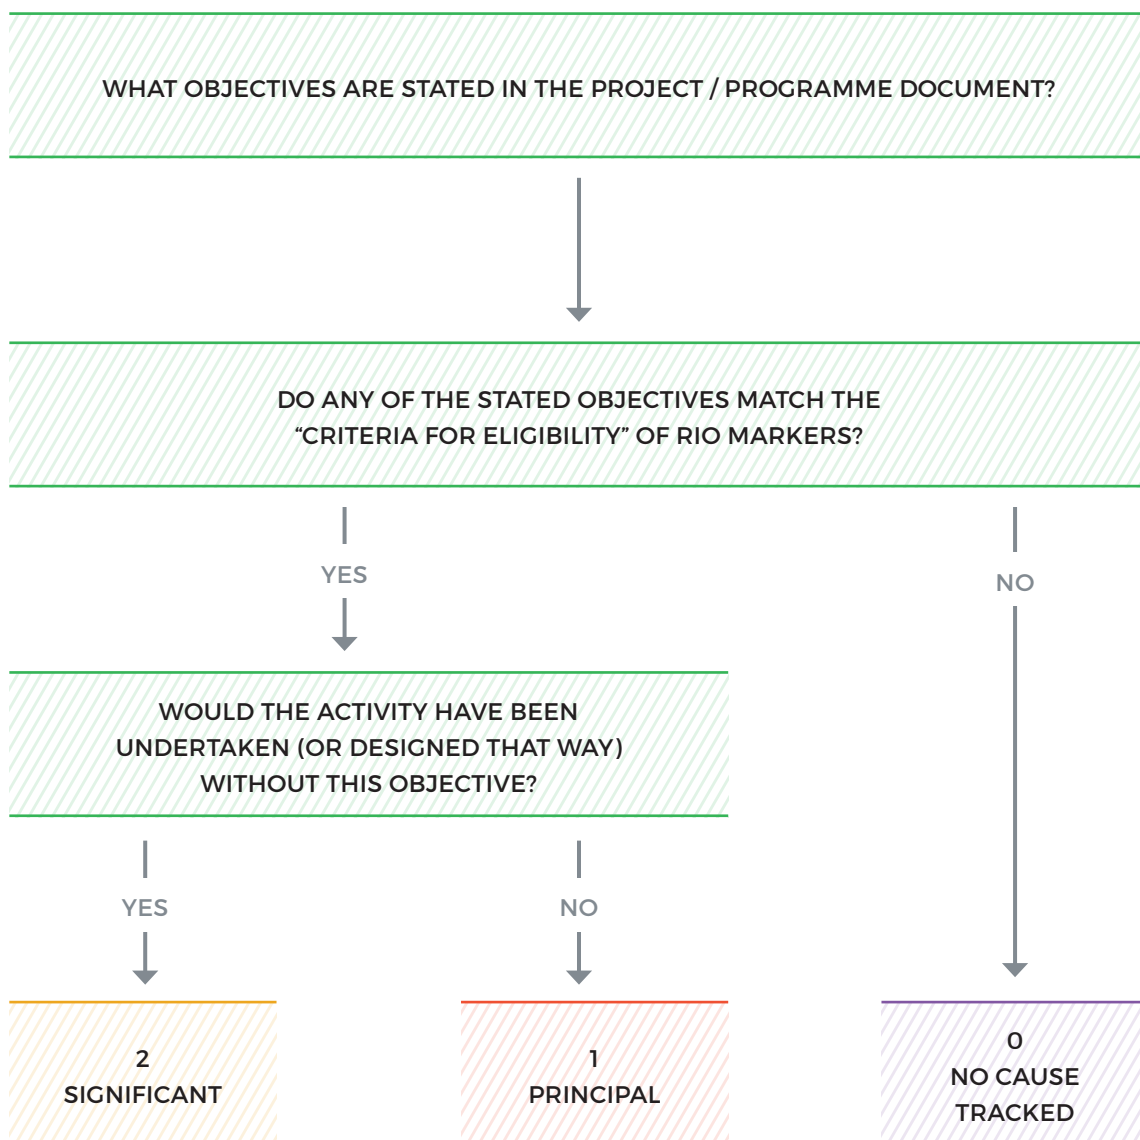 WHAT OBJECTIVES ARE STATED IN THE PROJECT / PROGRAMME DOCUMENT?
DO ANY OF THE STATED OBJECTIVES MATCH THE
“CRITERIA FOR ELIGIBILITY” OF RIO MARKERS?
YES
NO
WOULD THE ACTIVITY HAVE BEEN
UNDERTAKEN (OR DESIGNED THAT WAY)
WITHOUT THIS OBJECTIVE?
YES
NO
2
SIGNIFICANT
1
PRINCIPAL
0
NO CAUSE
TRACKED